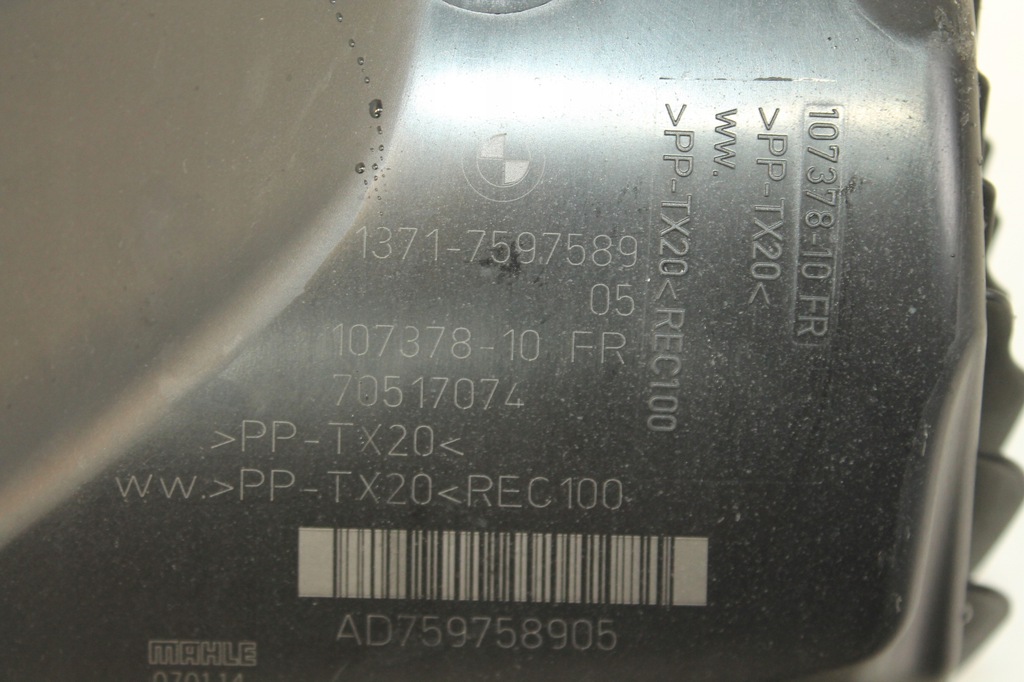 1371-7597589
05
107378-10 FR
70517074
>PP-TX20<
WW.>PP-TX20<REC100
AD759758905
MAHLE
107378-10 FR
>PP-TX20<
WW.
>PP-TX20<REC100